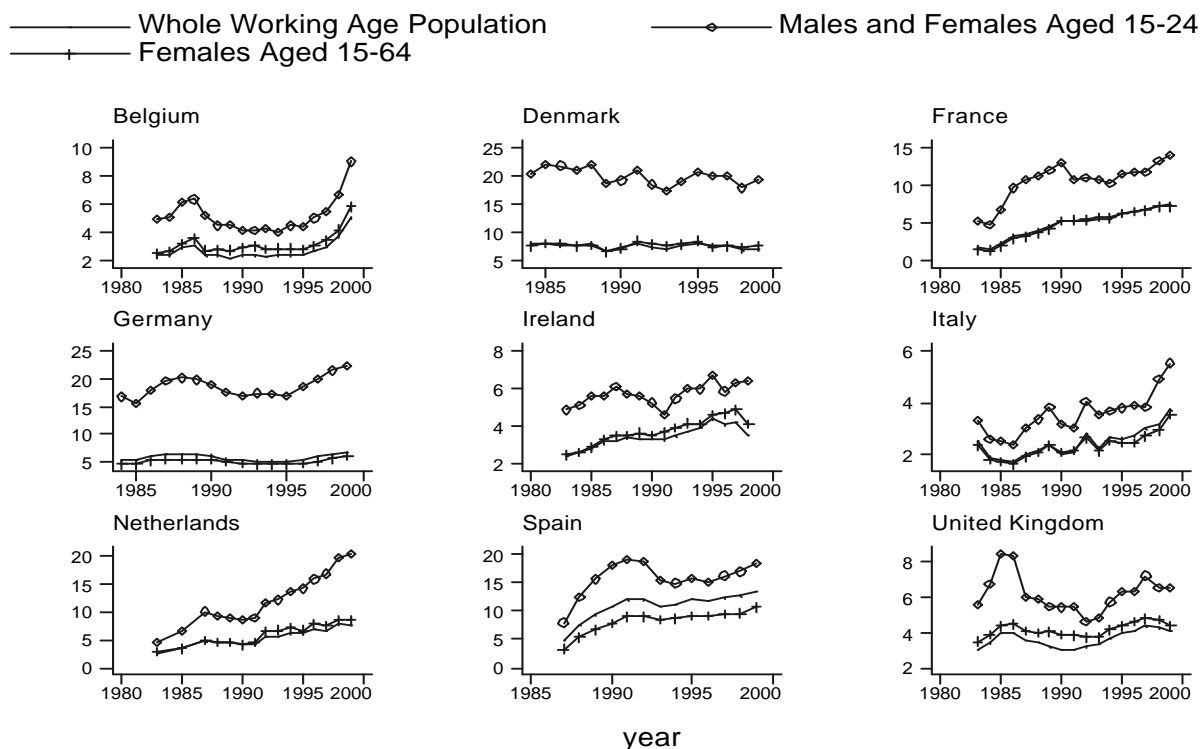 Whole Working Age Population Males and Females Aged 15-24
Females Aged 15-64
Belgium Denmark France
10 25 15
8 20 10
6 15
4 10 5
2 5 0
1980 1985 1990 1995 2000 1985 1990 1995 2000 1980 1985 1990 1995 2000
Germany Ireland Italy
25 8 6
20 6
15 4
10 4
5 2 2
1985 1990 1995 2000 1980 1985 1990 1995 2000 1980 1985 1990 1995 2000
Netherlands Spain United Kingdom
20 20 8
15 15 6
10 10
5 5 4
0 0 2
1980 1985 1990 1995 2000 1985 1990 1995 2000 1980 1985 1990 1995 2000
year